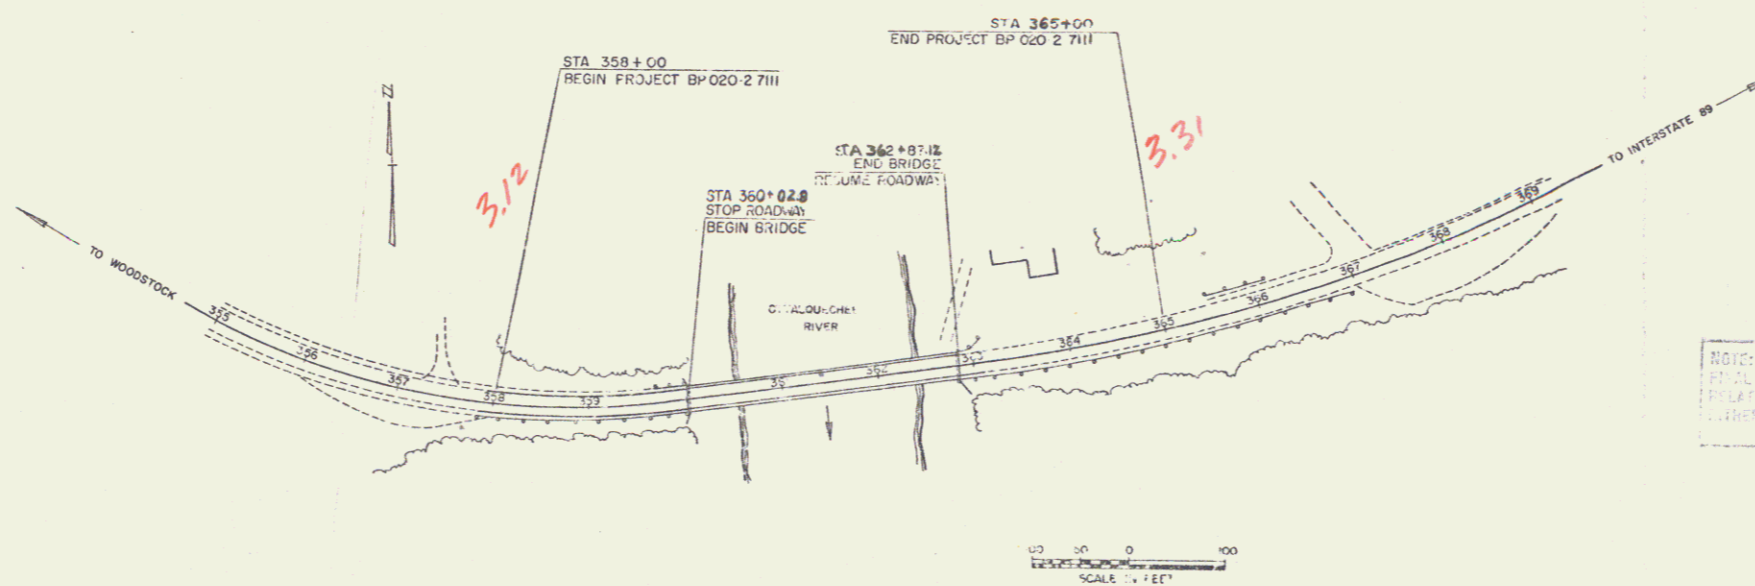 STA 365+00
END PROJECT BP 020 2 7111
STA 358+00
BEGIN PROJECT BP 020-2 7111
Z
3.12
3.31
STA 362+87.12
END BRIDGE
RESUME ROADWAY
STA 360+02.8
STOP ROADWAY
BEGIN BRIDGE
TO INTERSTATE 89
TO WOODSTOCK
RIVER
355
356
357
358
359
36
362
363
364
365
366
367
368
369
NOTE:
100 50 0 100
SCALE IN FEET